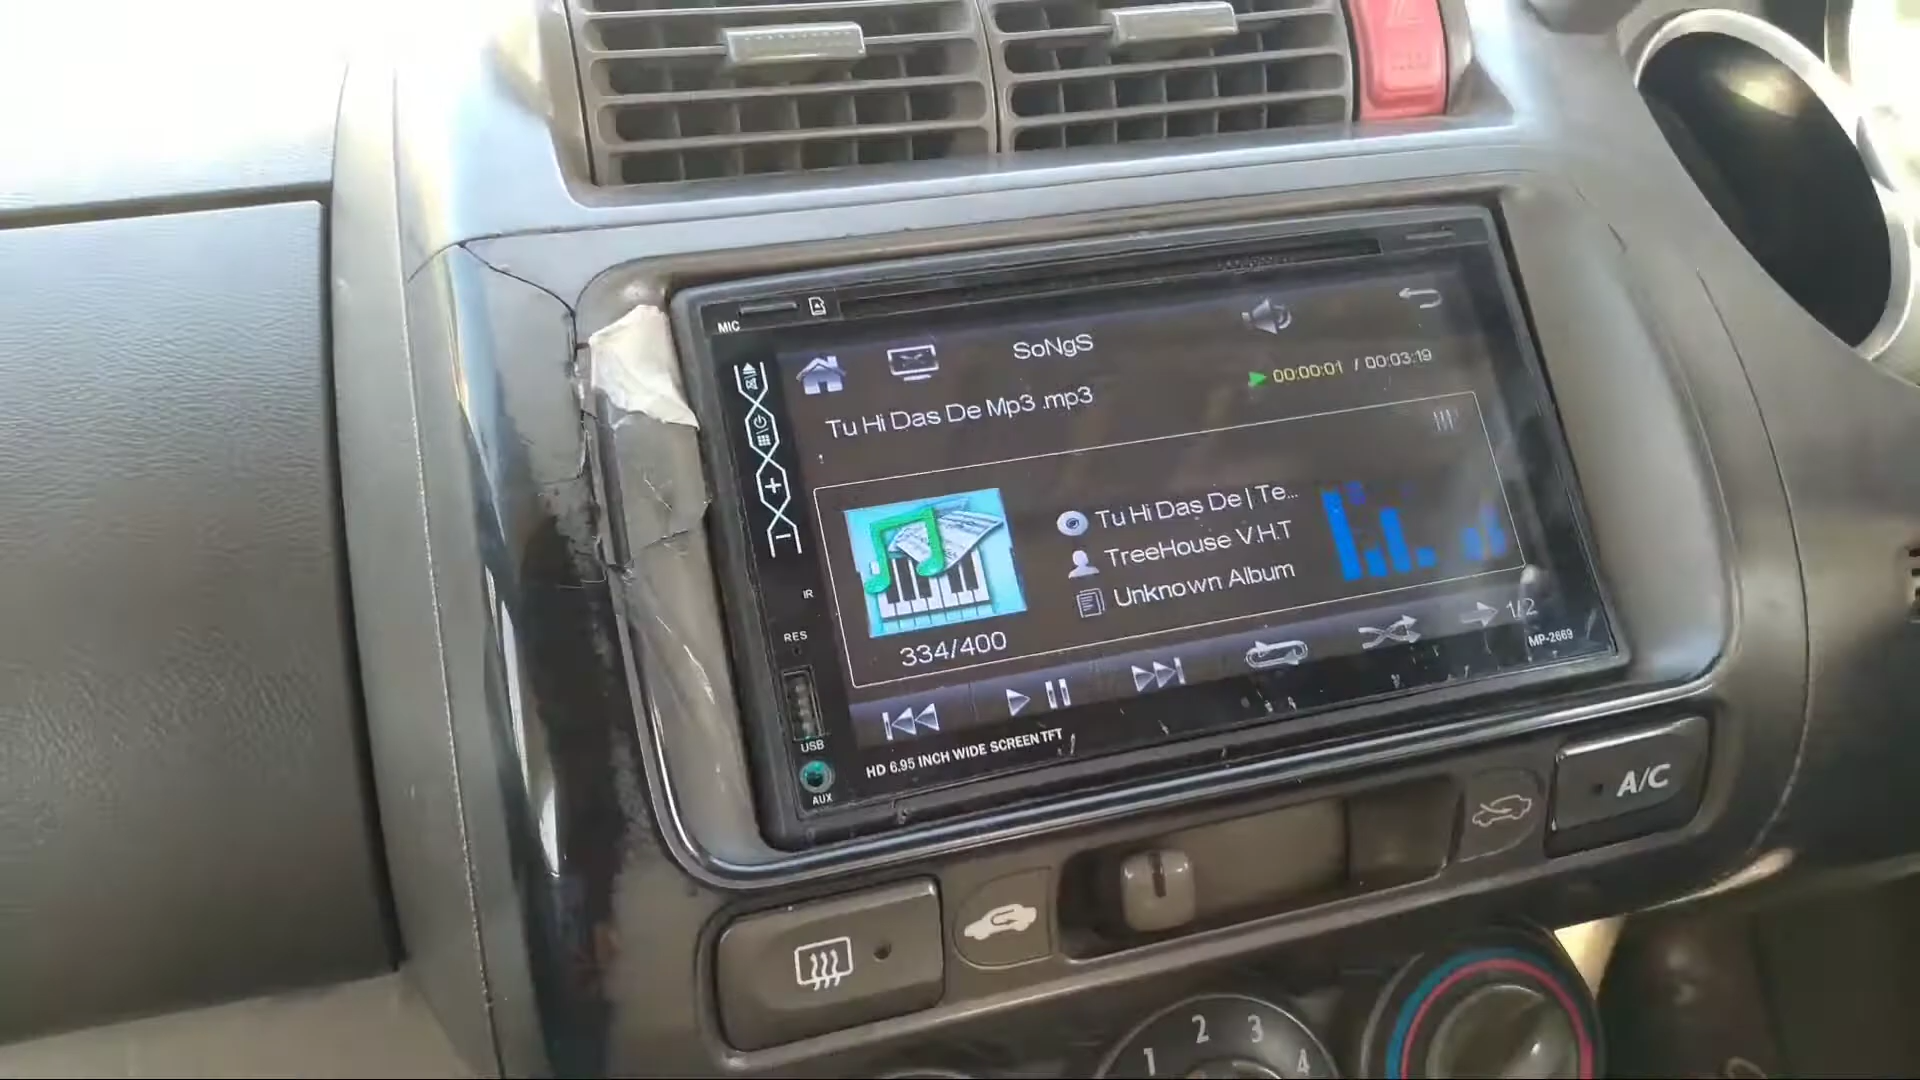 MIC
SoNgS
00:00:01 / 00:03:19
Tu Hi Das De Mp3 .mp3
Tu Hi Das De | Te...
TreeHouse V.H.T
Unknown Album
334/400
1/2
MP-2669
IR
RES
USB
AUX
HD 6.95 INCH WIDE SCREEN TFT
A/C
1 2 3 4